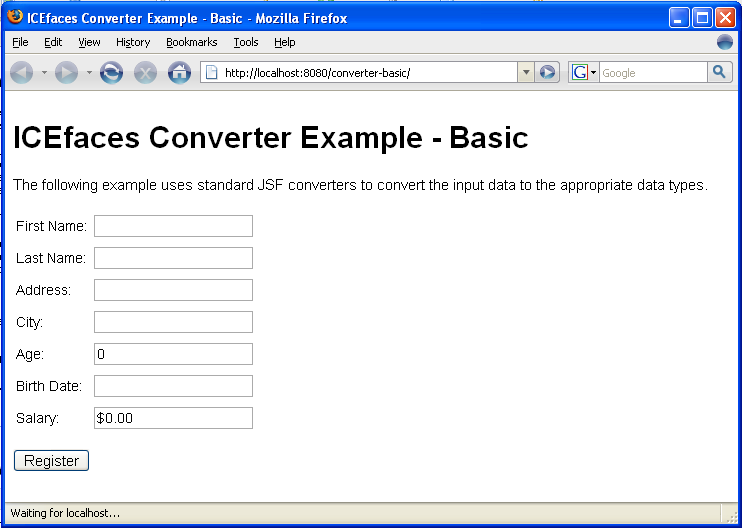 ICEfaces Converter Example - Basic - Mozilla Firefox
File Edit View History Bookmarks Tools Help
http://localhost:8080/converter-basic/ G Google
ICEfaces Converter Example - Basic
The following example uses standard JSF converters to convert the input data to the appropriate data types.
First Name:
Last Name:
Address:
City:
Age: 0
Birth Date:
Salary: $0.00
Register
Waiting for localhost...